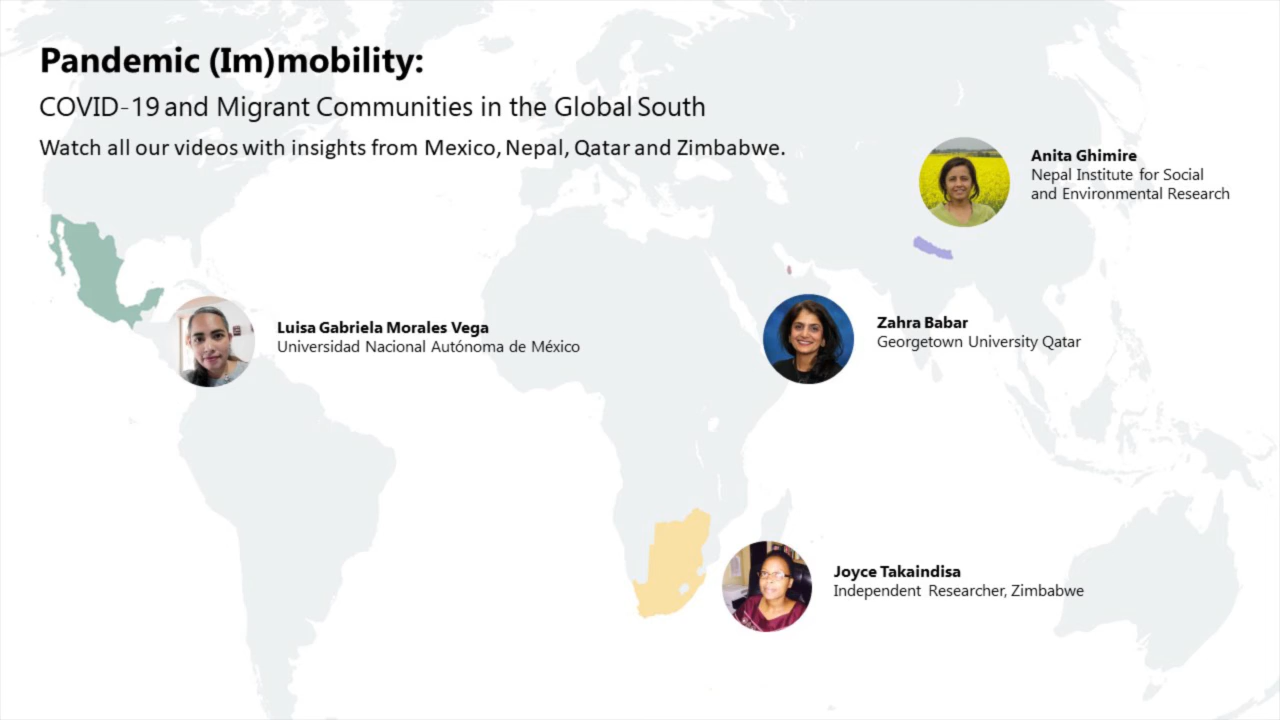 Pandemic (Im)mobility:
COVID-19 and Migrant Communities in the Global South
Watch all our videos with insights from Mexico, Nepal, Qatar and Zimbabwe.
Anita Ghimire
Nepal Institute for Social
and Environmental Research
Luisa Gabriela Morales Vega
Universidad Nacional Autónoma de México
Zahra Babar
Georgetown University Qatar
Joyce Takaindisa
Independent Researcher, Zimbabwe